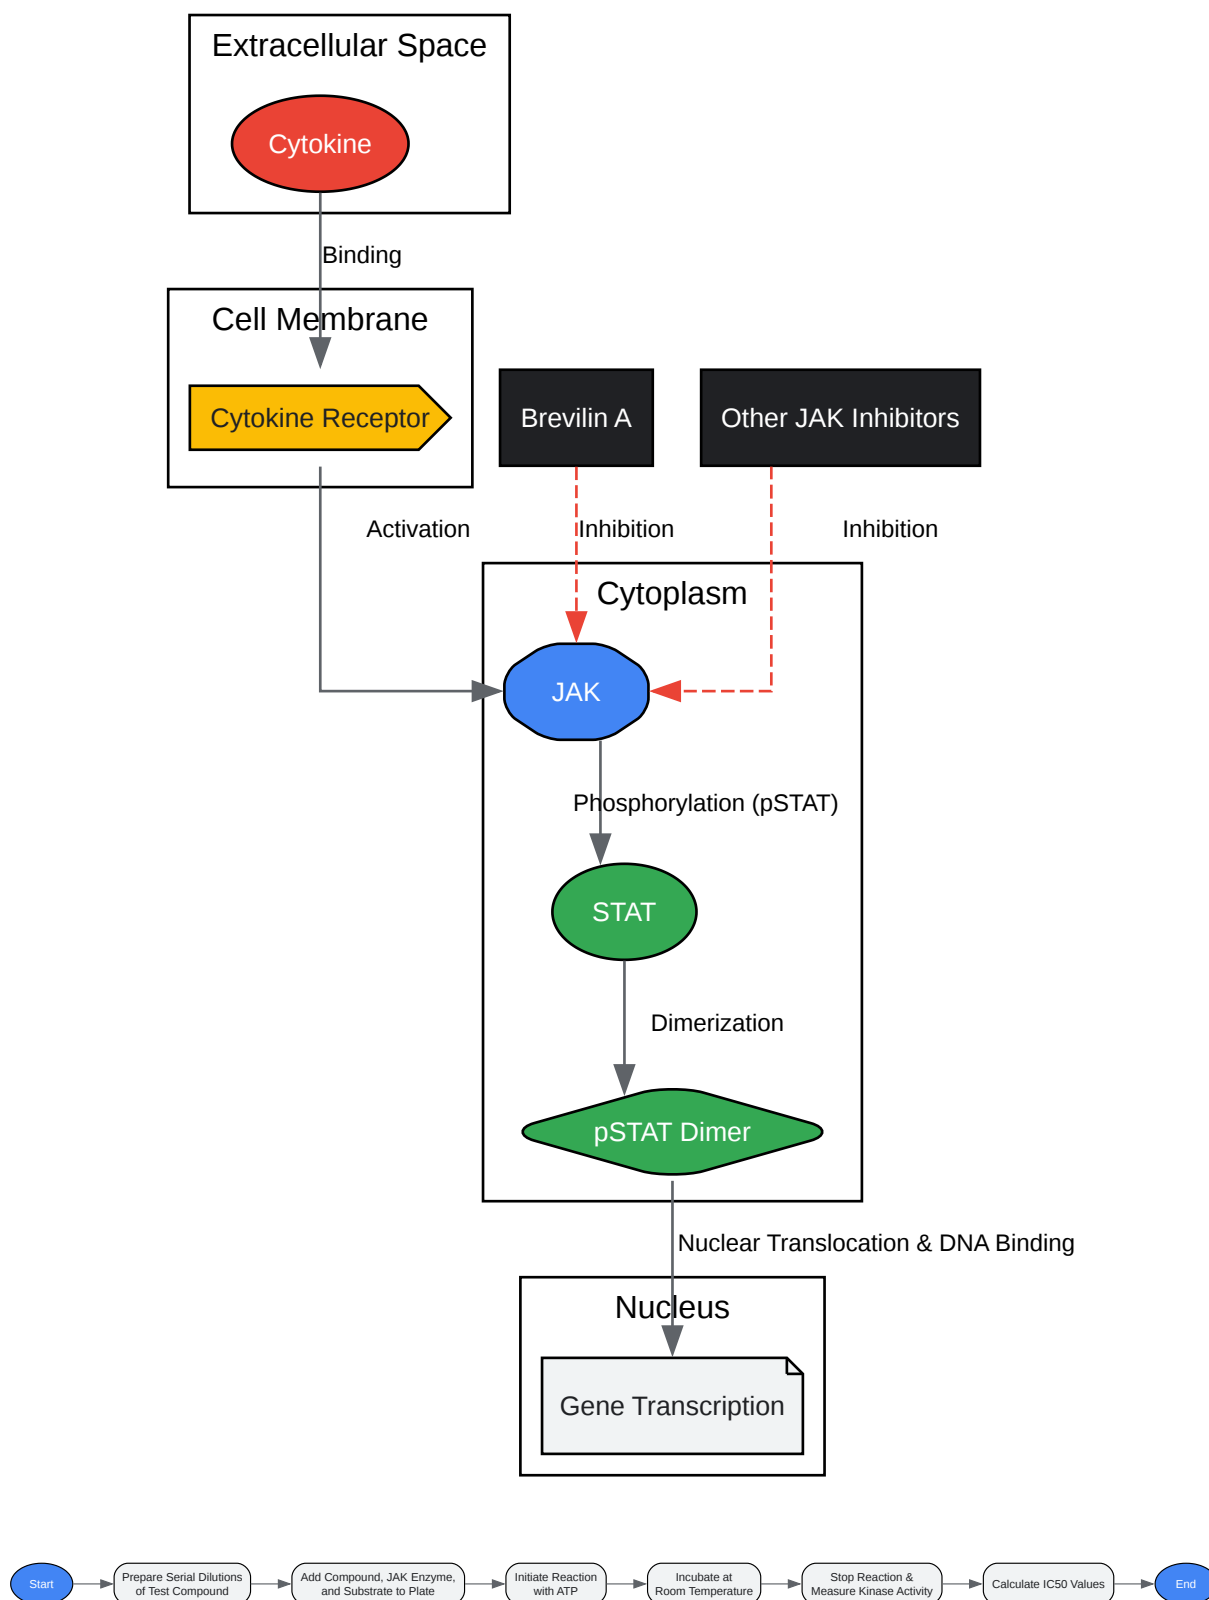 Extracellular Space
Cytokine
Binding
Cell Membrane
Cytokine Receptor
Brevilin A
Other JAK Inhibitors
Activation
Inhibition
Inhibition
Cytoplasm
JAK
Phosphorylation (pSTAT)
STAT
Dimerization
pSTAT Dimer
Nuclear Translocation & DNA Binding
Nucleus
Gene Transcription
Start
Prepare Serial Dilutions
of Test Compound
Add Compound, JAK Enzyme,
and Substrate to Plate
Initiate Reaction
with ATP
Incubate at
Room Temperature
Stop Reaction &
Measure Kinase Activity
Calculate IC50 Values
End